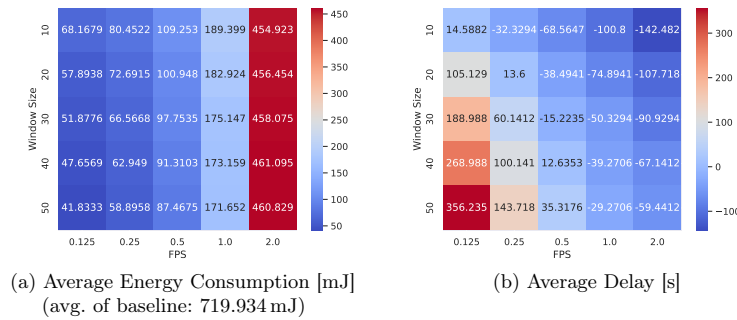 10 68.1679 80.4522 109.253 189.399 454.923
20 57.8938 72.6915 100.948 182.924 456.454
30 51.8776 66.5668 97.7535 175.147 458.075
40 47.6569 62.949 91.3103 173.159 461.095
50 41.8333 58.8958 87.4675 171.652 460.829
Window Size
0.125 0.25 0.5 1.0 2.0
FPS
450
400
350
300
250
200
150
100
50
(a) Average Energy Consumption [mJ]
(avg. of baseline: 719.934 mJ)
10 14.5882 -32.3294 -68.5647 -100.8 -142.482
20 105.129 13.6 -38.4941 -74.8941 -107.718
30 188.988 60.1412 -15.2235 -50.3294 -90.9294
40 268.988 100.141 12.6353 -39.2706 -67.1412
50 356.235 143.718 35.3176 -29.2706 -59.4412
Window Size
0.125 0.25 0.5 1.0 2.0
FPS
300
200
100
0
-100
(b) Average Delay [s]